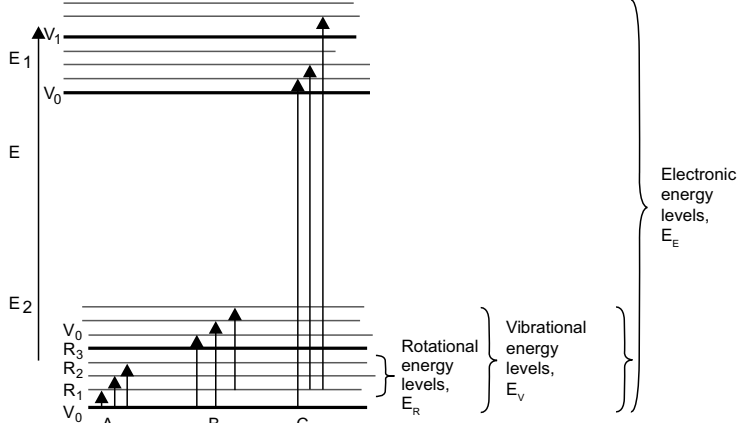 V1
E1
V0
E
Electronic
energy
levels,
EE
E2
V0
R3
R2
R1
V0
Rotational
energy
levels,
ER
Vibrational
energy
levels,
EV
A
B
C